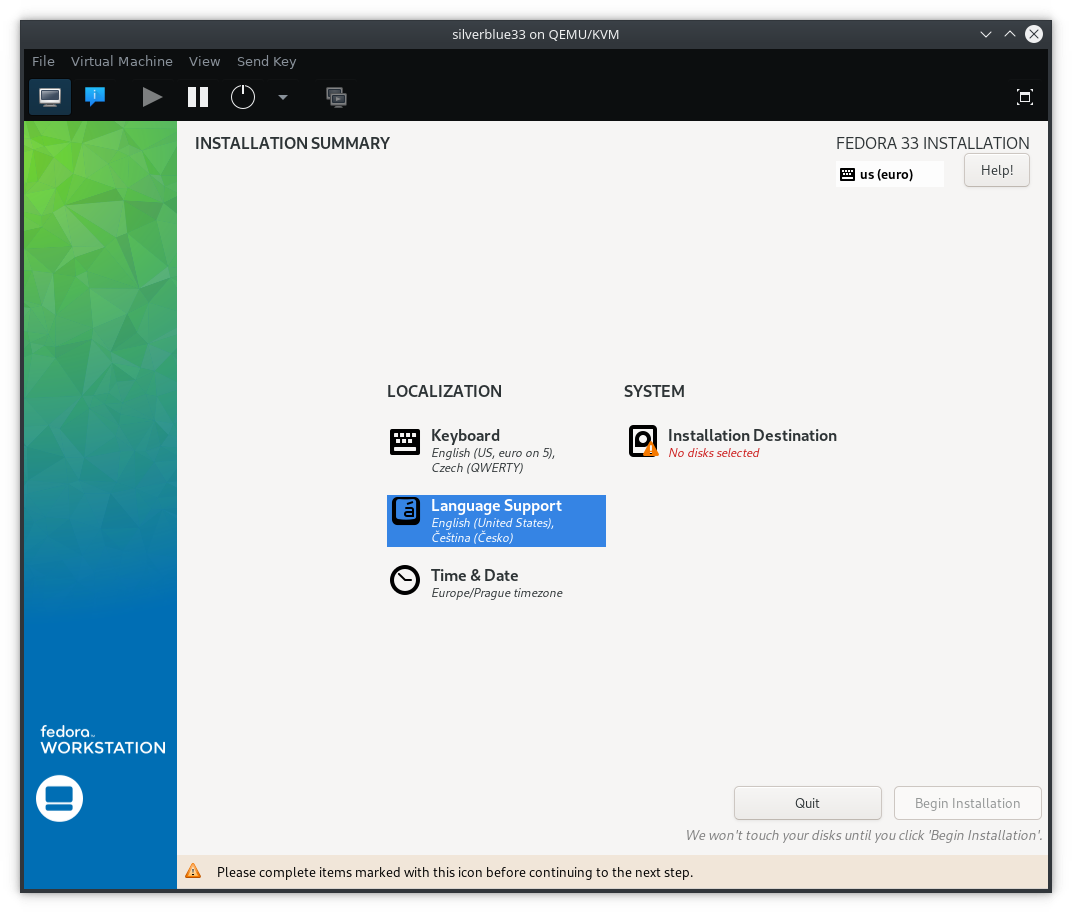 silverblue33 on QEMU/KVM
File Virtual Machine View Send Key
INSTALLATION SUMMARY
FEDORA 33 INSTALLATION
us (euro)
Help!
LOCALIZATION
Keyboard
English (US, euro on 5),
Czech (QWERTY)
Language Support
English (United States),
Čeština (Česko)
Time & Date
Europe/Prague timezone
SYSTEM
Installation Destination
No disks selected
fedora™
WORKSTATION
Quit
Begin Installation
We won't touch your disks until you click 'Begin Installation'.
Please complete items marked with this icon before continuing to the next step.